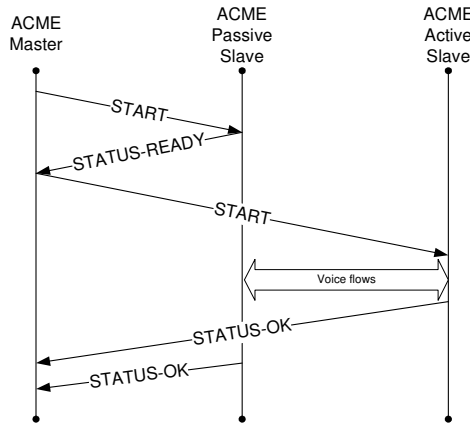 ACME
Master
ACME
Passive
Slave
ACME
Active
Slave
START
STATUS-READY
START
Voice flows
STATUS-OK
STATUS-OK